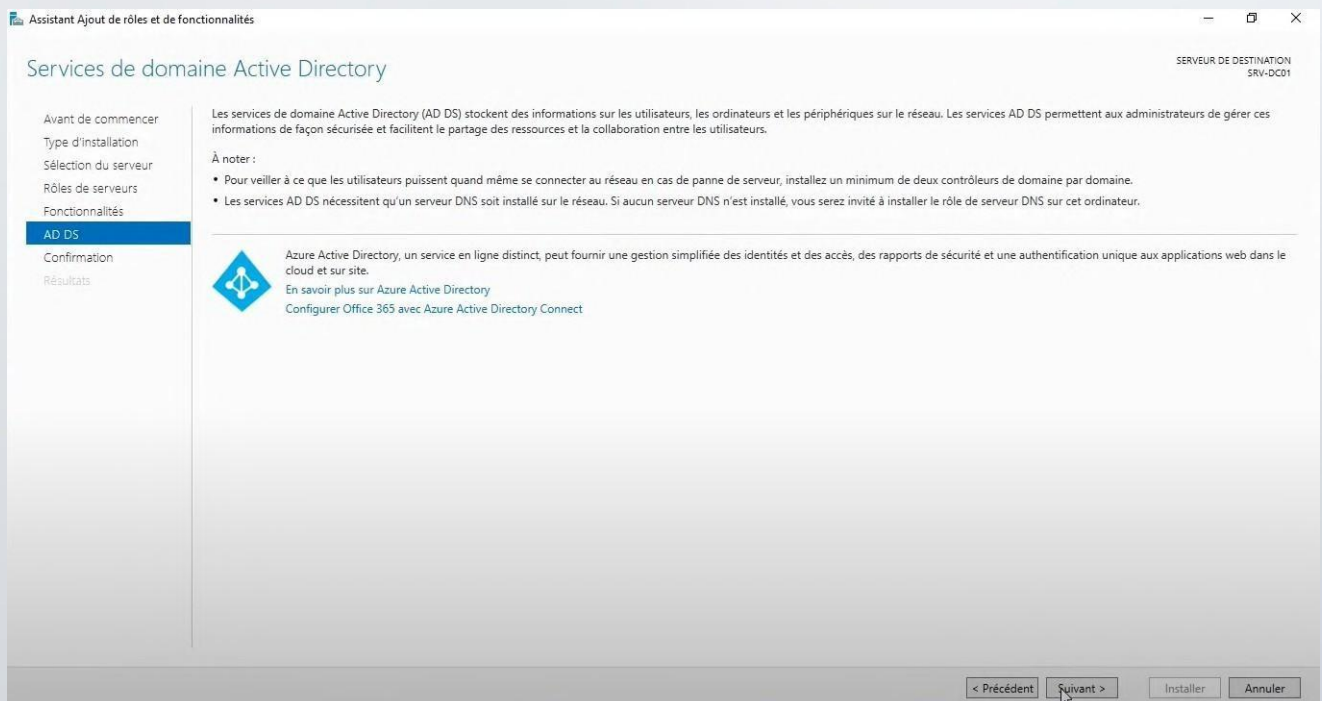 Assistant Ajout de rôles et de fonctionnalités
Services de domaine Active Directory
SERVEUR DE DESTINATION
SRV-DC01
Avant de commencer
Type d'installation
Sélection du serveur
Rôles de serveurs
Fonctionnalités
AD DS
Confirmation
Résultats
Les services de domaine Active Directory (AD DS) stockent des informations sur les utilisateurs, les ordinateurs et les périphériques sur le réseau. Les services AD DS permettent aux administrateurs de gérer ces
informations de façon sécurisée et facilitent le partage des ressources et la collaboration entre les utilisateurs.
À noter :
• Pour veiller à ce que les utilisateurs puissent quand même se connecter au réseau en cas de panne de serveur, installez un minimum de deux contrôleurs de domaine par domaine.
• Les services AD DS nécessitent qu'un serveur DNS soit installé sur le réseau. Si aucun serveur DNS n'est installé, vous serez invité à installer le rôle de serveur DNS sur cet ordinateur.
Azure Active Directory, un service en ligne distinct, peut fournir une gestion simplifiée des identités et des accès, des rapports de sécurité et une authentification unique aux applications web dans le
cloud et sur site.
En savoir plus sur Azure Active Directory
Configurer Office 365 avec Azure Active Directory Connect
< Précédent Suivant > Installer Annuler